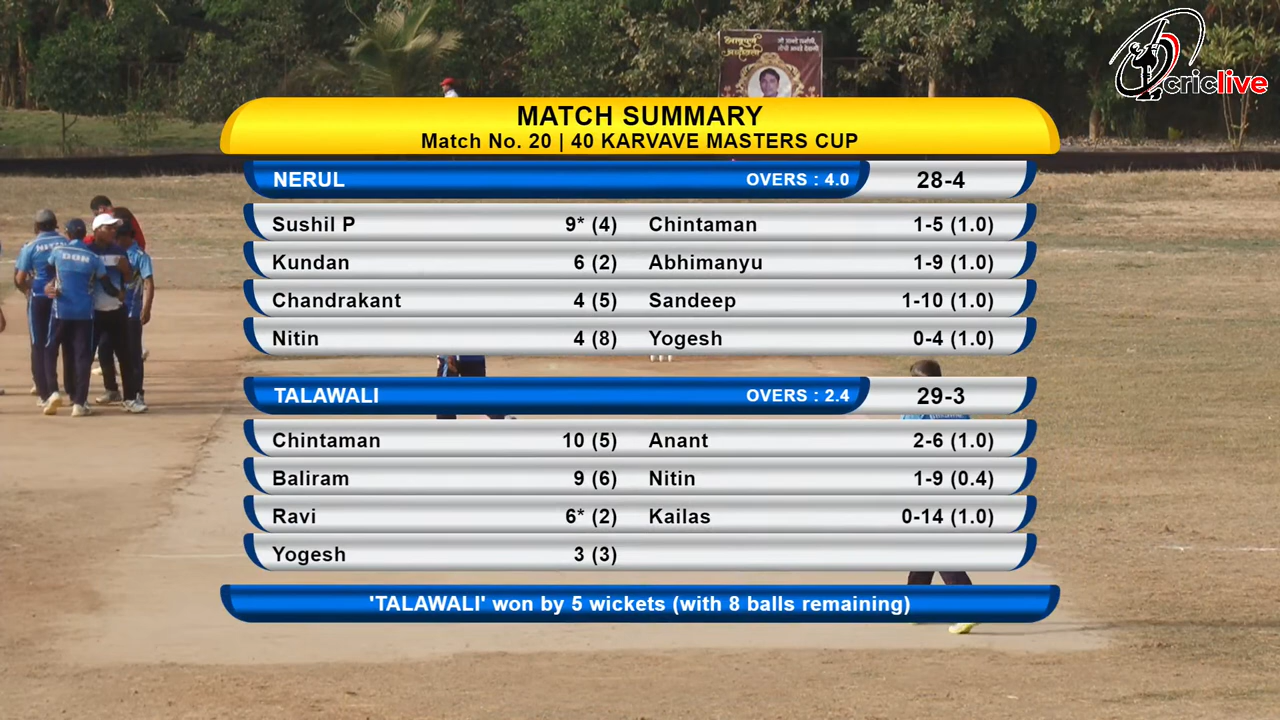 criclive
MATCH SUMMARY
Match No. 20 | 40 KARVAVE MASTERS CUP
NERUL OVERS : 4.0 28-4
Sushil P 9* (4) Chintaman 1-5 (1.0)
Kundan 6 (2) Abhimanyu 1-9 (1.0)
Chandrakant 4 (5) Sandeep 1-10 (1.0)
Nitin 4 (8) Yogesh 0-4 (1.0)
TALAWALI OVERS : 2.4 29-3
Chintaman 10 (5) Anant 2-6 (1.0)
Baliram 9 (6) Nitin 1-9 (0.4)
Ravi 6* (2) Kailas 0-14 (1.0)
Yogesh 3 (3)
'TALAWALI' won by 5 wickets (with 8 balls remaining)
DON